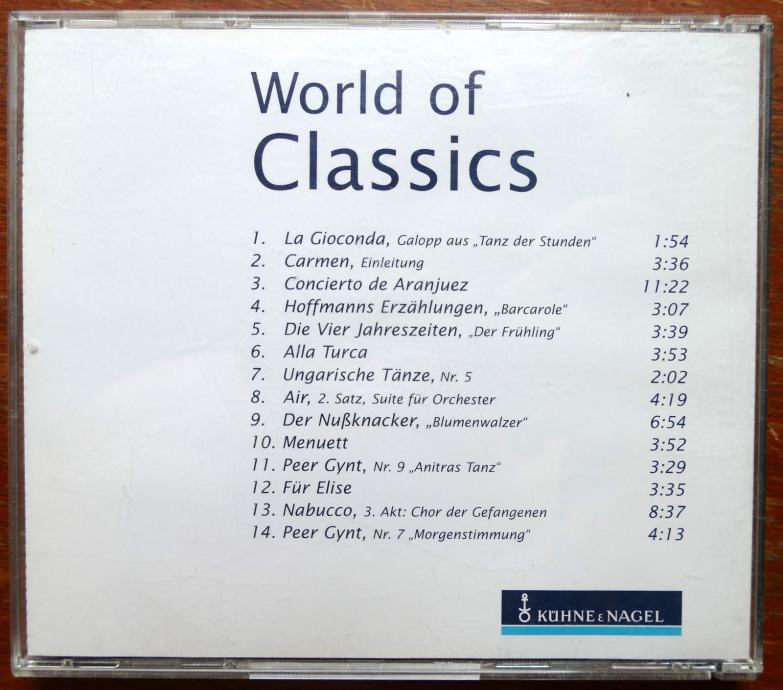 World of
Classics
1. La Gioconda, Galopp aus „Tanz der Stunden“ 1:54
2. Carmen, Einleitung 3:36
3. Concierto de Aranjuez 11:22
4. Hoffmanns Erzählungen, „Barcarole“ 3:07
5. Die Vier Jahreszeiten, „Der Frühling“ 3:39
6. Alla Turca 3:53
7. Ungarische Tänze, Nr. 5 2:02
8. Air, 2. Satz, Suite für Orchester 4:19
9. Der Nußknacker, „Blumenwalzer“ 6:54
10. Menuett 3:52
11. Peer Gynt, Nr. 9 „Anitras Tanz“ 3:29
12. Für Elise 3:35
13. Nabucco, 3. Akt: Chor der Gefangenen 8:37
14. Peer Gynt, Nr. 7 „Morgenstimmung“ 4:13
KÜHNE & NAGEL